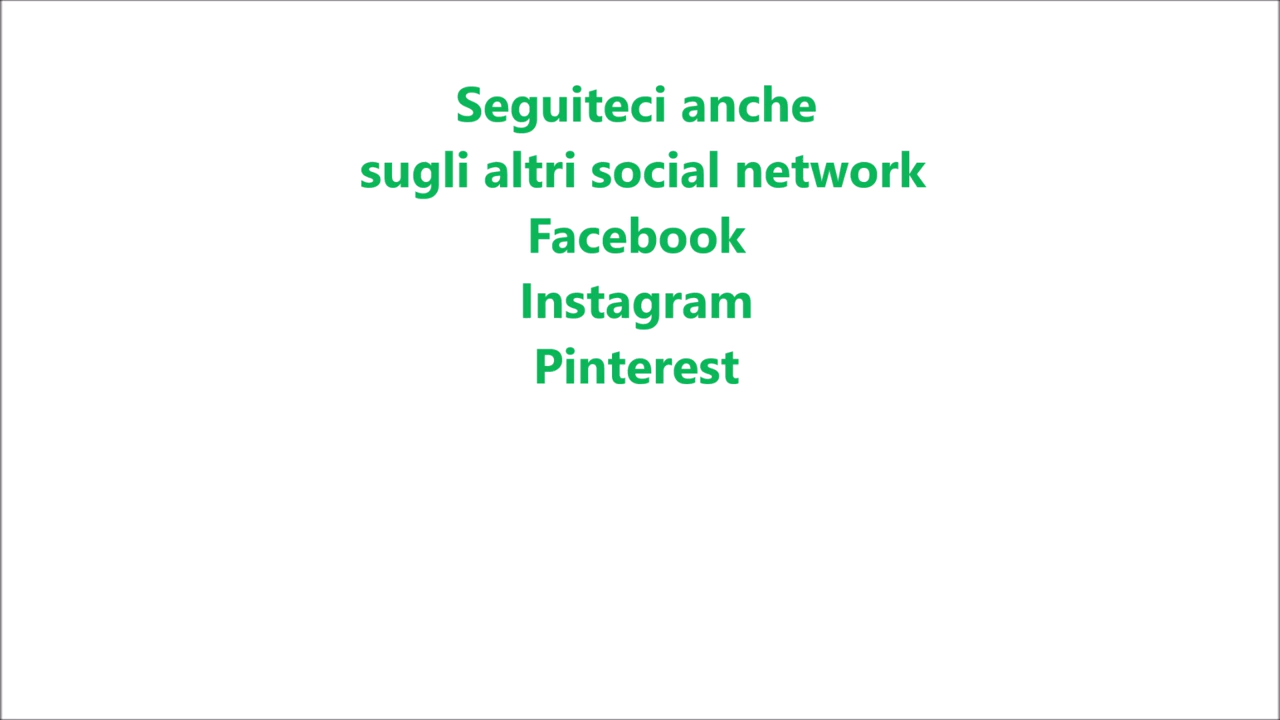 Seguiteci anche
sugli altri social network
Facebook
Instagram
Pinterest